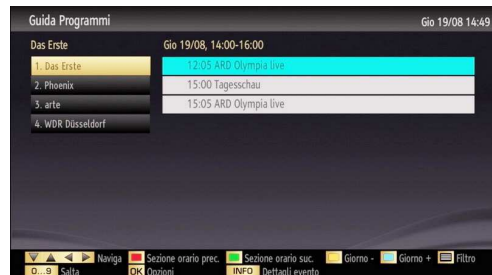 Guida Programmi Gio 19/08 14:49
Das Erste Gio 19/08, 14:00-16:00
1. Das Erste 12:05 ARD Olympia live
2. Phoenix 15:00 Tagesschau
3. arte 15:05 ARD Olympia live
4. WDR Düsseldorf
Naviga Sezione orario prec. Sezione orario suc. Giorno - Giorno + Filtro
0...9 Salta OK Opzioni INFO Dettagli evento